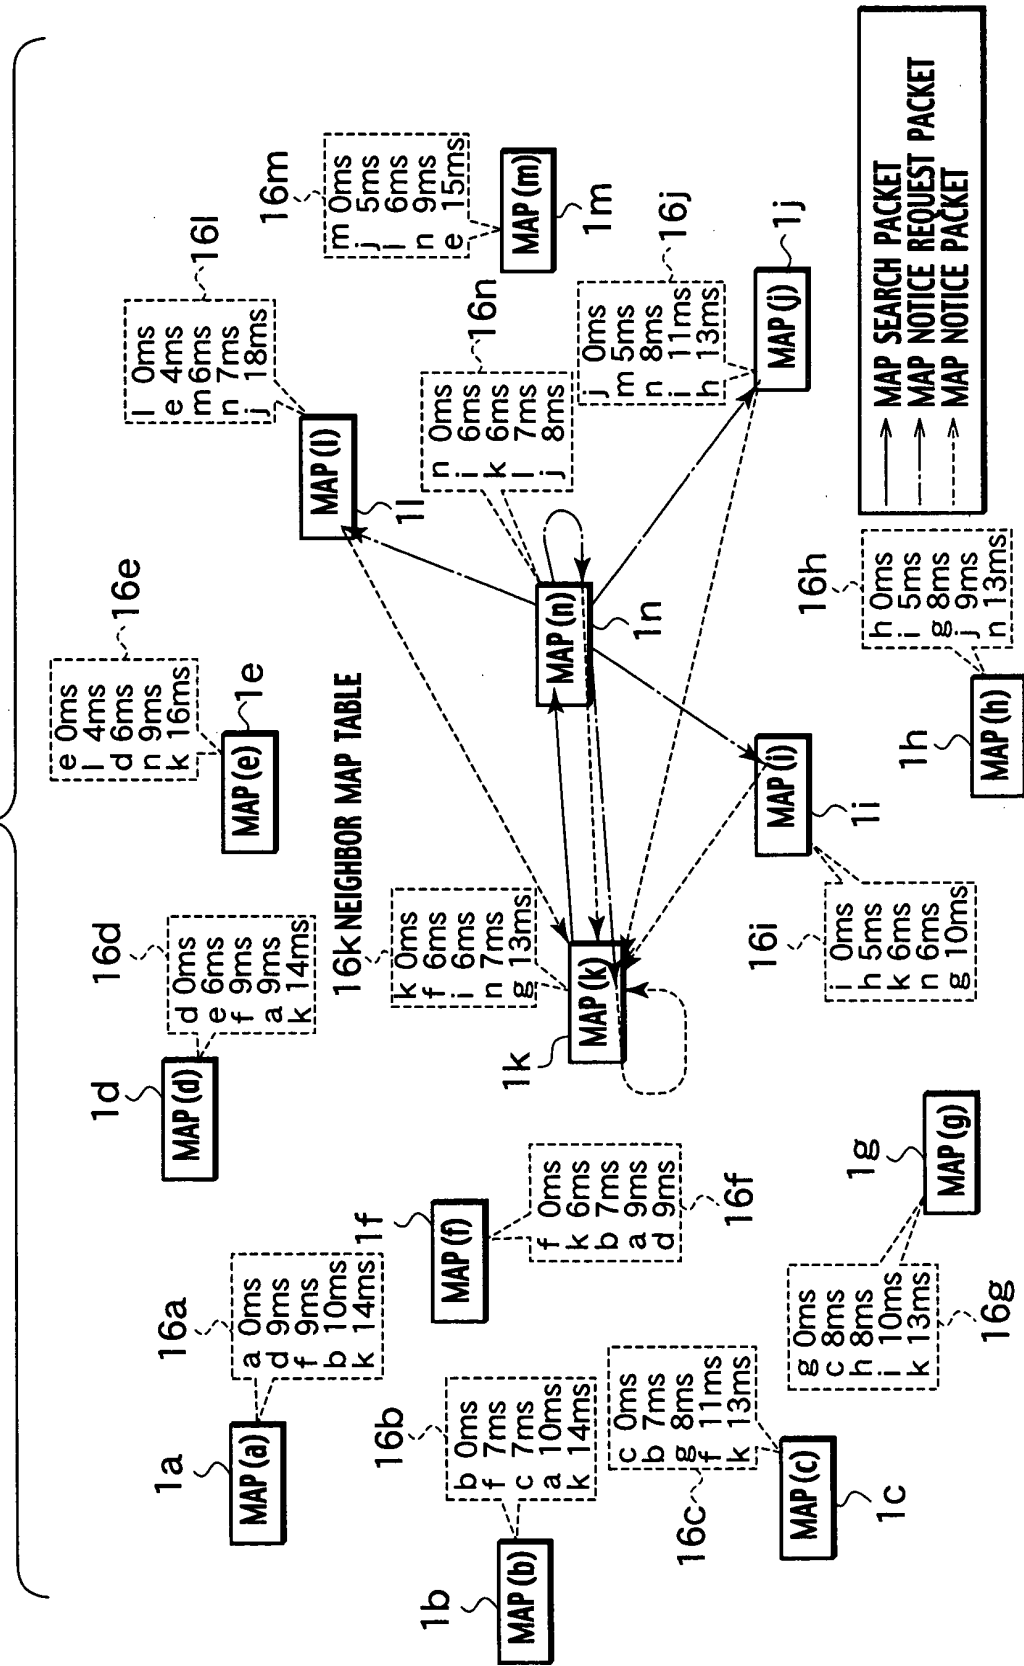 1a
MAP (a)
16a
a 0ms
d 9ms
f 9ms
b 10ms
k 14ms
1d
MAP (d)
16d
d 0ms
e 6ms
f 9ms
a 9ms
k 14ms
16e
e 0ms
l 4ms
d 6ms
n 9ms
k 16ms
MAP (e)
1e
16l
l 0ms
e 4ms
m 6ms
n 7ms
j 18ms
MAP (l)
1l
16m
m 0ms
j 5ms
l 6ms
n 9ms
e 15ms
MAP (m)
1m
1b
MAP (b)
16b
b 0ms
f 7ms
c 7ms
a 10ms
k 14ms
1f
MAP (f)
f 0ms
k 6ms
b 7ms
a 9ms
d 9ms
16f
16k NEIGHBOR MAP TABLE
k 0ms
f 6ms
i 6ms
n 7ms
g 13ms
1k
MAP (k)
16n
n 0ms
i 6ms
k 6ms
l 7ms
j 8ms
MAP (n)
1n
16j
j 0ms
m 5ms
n 8ms
i 11ms
h 13ms
MAP (j)
1j
16c
c 0ms
b 7ms
g 8ms
f 11ms
k 13ms
MAP (c)
1c
g 0ms
c 8ms
h 8ms
i 10ms
k 13ms
16g
1g
MAP (g)
MAP (i)
1i
16i
i 0ms
h 5ms
k 6ms
n 6ms
g 10ms
16h
h 0ms
i 5ms
g 8ms
j 9ms
n 13ms
1h
MAP (h)
MAP SEARCH PACKET
MAP NOTICE REQUEST PACKET
MAP NOTICE PACKET